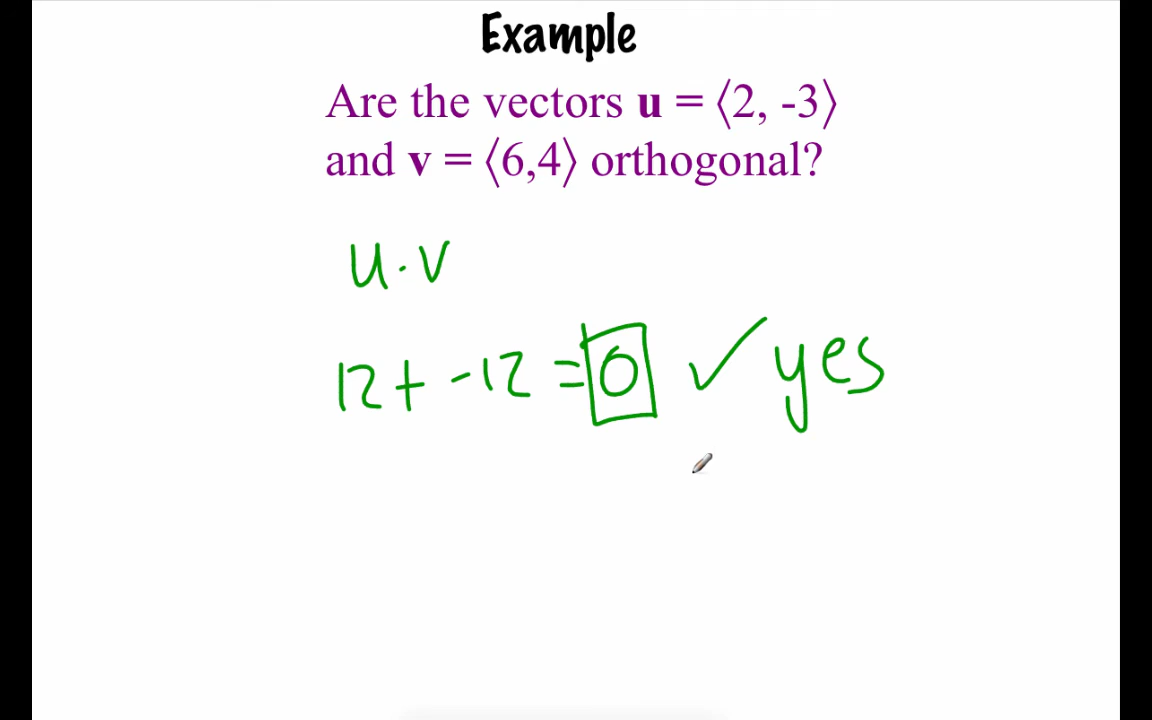 Example
Are the vectors u = ⟨2, -3⟩
and v = ⟨6,4⟩ orthogonal?
u · v
12 + -12 = 0 ✓ yes